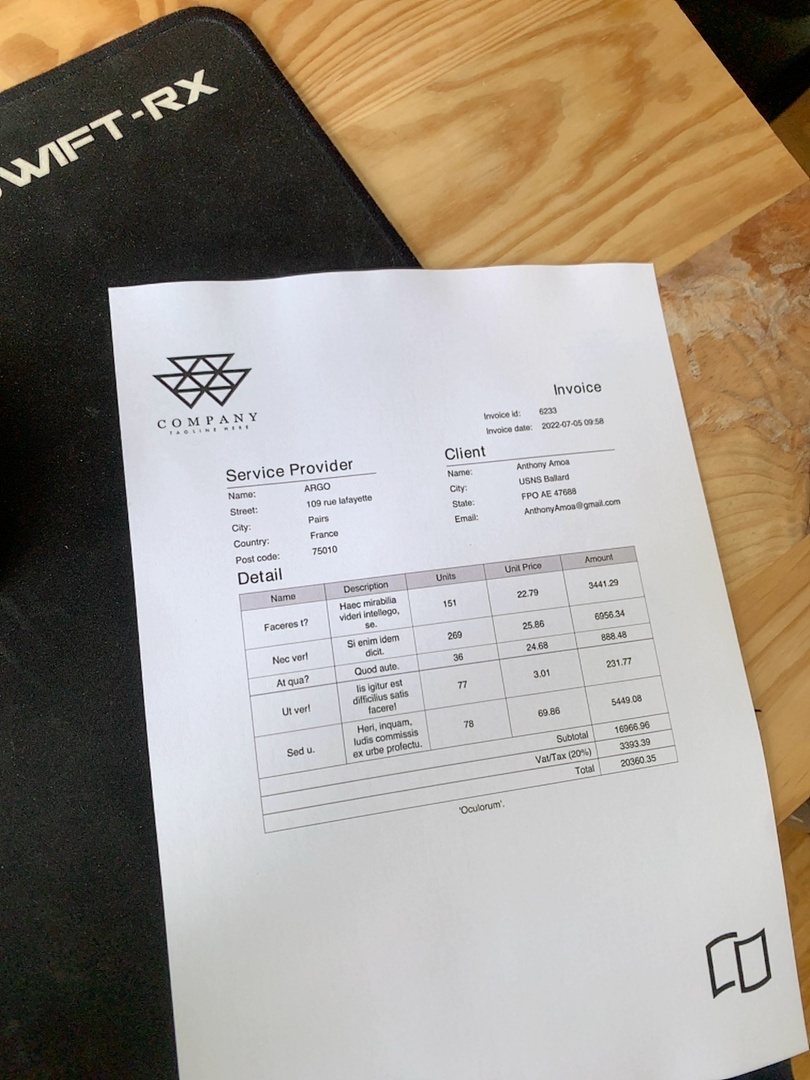 SWIFT-RX
COMPANY
TAGLINE HERE
Invoice
Invoice id: 6233
Invoice date: 2022-07-05 09:58
Service Provider
Name: ARGO
Street: 109 rue lafayette
City: Pairs
Country: France
Post code: 75010
Client
Name: Anthony Amoa
City: USNS Ballard
State: FPO AE 47688
Email: AnthonyAmoa@gmail.com
Detail
Name Description Units Unit Price Amount
Faceres t? Haec mirabilia videri intellego, se. 151 22.79 3441.29
Nec ver! Si enim idem dicit. 269 25.86 6956.34
At qua? Quod aute. 36 24.68 888.48
Ut ver! Iis igitur est difficilius satis facere! 77 3.01 231.77
Sed u. Heri, inquam, ludis commissis ex urbe profectu. 78 69.86 5449.08
Subtotal 16966.96
Vat/Tax (20%) 3393.39
Total 20360.35
'Oculorum'.